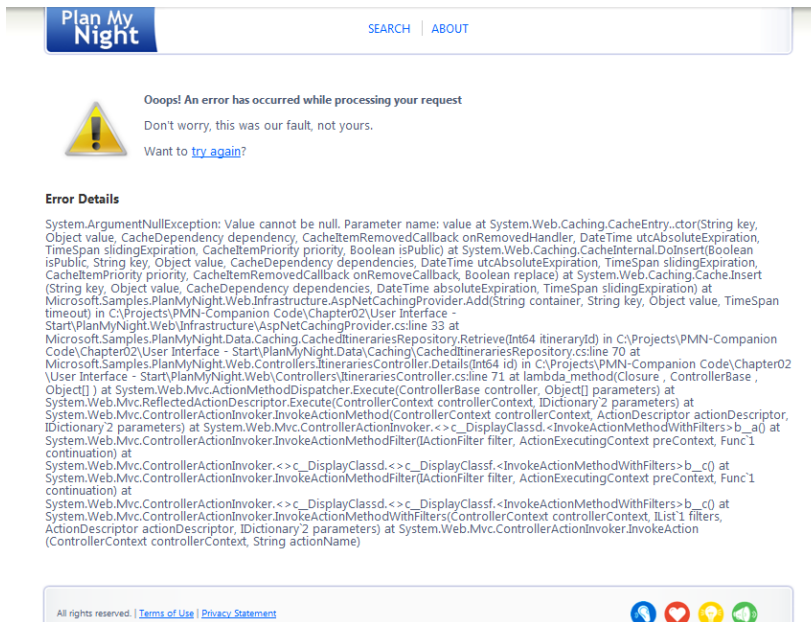 Plan My
Night
SEARCH | ABOUT
Ooops! An error has occurred while processing your request
Don't worry, this was our fault, not yours.
Want to try again?
Error Details
System.ArgumentNullException: Value cannot be null. Parameter name: value at System.Web.Caching.CacheEntry..ctor(String key,
Object value, CacheDependency dependency, CacheItemRemovedCallback onRemovedHandler, DateTime utcAbsoluteExpiration,
TimeSpan slidingExpiration, CacheItemPriority priority, Boolean isPublic) at System.Web.Caching.CacheInternal.DoInsert(Boolean
isPublic, String key, Object value, CacheDependency dependencies, DateTime utcAbsoluteExpiration, TimeSpan slidingExpiration,
CacheItemPriority priority, CacheItemRemovedCallback onRemoveCallback, Boolean replace) at System.Web.Caching.Cache.Insert
(String key, Object value, CacheDependency dependencies, DateTime absoluteExpiration, TimeSpan slidingExpiration) at
Microsoft.Samples.PlanMyNight.Web.Infrastructure.AspNetCachingProvider.Add(String container, String key, Object value, TimeSpan
timeout) in C:\Projects\PMN-Companion Code\Chapter02\User Interface -
Start\PlanMyNight.Web\Infrastructure\AspNetCachingProvider.cs:line 33 at
Microsoft.Samples.PlanMyNight.Data.Caching.CachedItinerariesRepository.Retrieve(Int64 itineraryId) in C:\Projects\PMN-Companion
Code\Chapter02\User Interface - Start\PlanMyNight.Data\Caching\CachedItinerariesRepository.cs:line 70 at
Microsoft.Samples.PlanMyNight.Web.Controllers.ItinerariesController.Details(Int64 id) in C:\Projects\PMN-Companion Code\Chapter02
\User Interface - Start\PlanMyNight.Web\Controllers\ItinerariesController.cs:line 71 at lambda_method(Closure , ControllerBase ,
Object[] ) at System.Web.Mvc.ActionMethodDispatcher.Execute(ControllerBase controller, Object[] parameters) at
System.Web.Mvc.ReflectedActionDescriptor.Execute(ControllerContext controllerContext, IDictionary`2 parameters) at
System.Web.Mvc.ControllerActionInvoker.InvokeActionMethod(ControllerContext controllerContext, ActionDescriptor actionDescriptor,
IDictionary`2 parameters) at System.Web.Mvc.ControllerActionInvoker.<>c__DisplayClassd.<InvokeActionMethodWithFilters>b__a() at
System.Web.Mvc.ControllerActionInvoker.InvokeActionMethodFilter(IActionFilter filter, ActionExecutingContext preContext, Func`1
continuation) at
System.Web.Mvc.ControllerActionInvoker.<>c__DisplayClassd.<>c__DisplayClassf.<InvokeActionMethodWithFilters>b__c() at
System.Web.Mvc.ControllerActionInvoker.InvokeActionMethodFilter(IActionFilter filter, ActionExecutingContext preContext, Func`1
continuation) at
System.Web.Mvc.ControllerActionInvoker.<>c__DisplayClassd.<>c__DisplayClassf.<InvokeActionMethodWithFilters>b__c() at
System.Web.Mvc.ControllerActionInvoker.InvokeActionMethodWithFilters(ControllerContext controllerContext, IList`1 filters,
ActionDescriptor actionDescriptor, IDictionary`2 parameters) at System.Web.Mvc.ControllerActionInvoker.InvokeAction
(ControllerContext controllerContext, String actionName)
All rights reserved. | Terms of Use | Privacy Statement